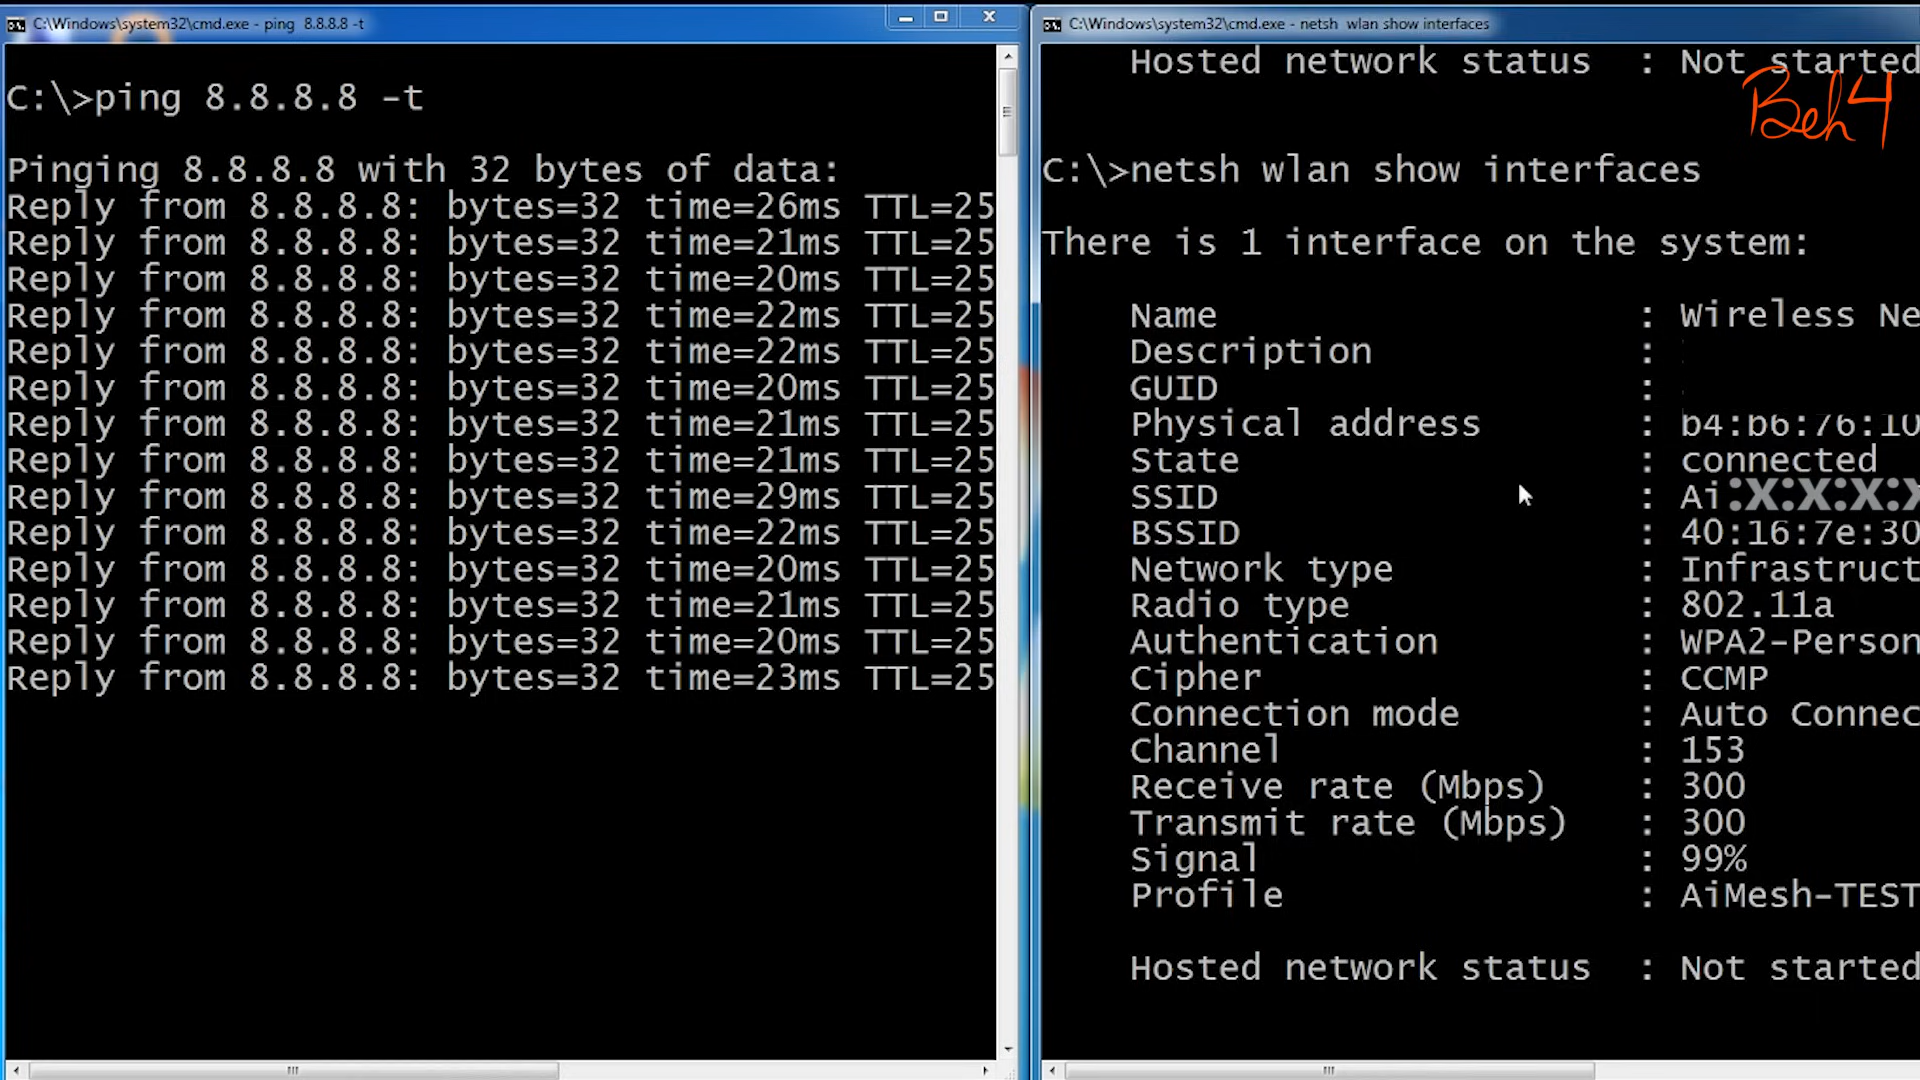 C:\Windows\system32\cmd.exe - ping  8.8.8.8 -t
C:\>ping 8.8.8.8 -t
Pinging 8.8.8.8 with 32 bytes of data:
Reply from 8.8.8.8: bytes=32 time=26ms TTL=25
Reply from 8.8.8.8: bytes=32 time=21ms TTL=25
Reply from 8.8.8.8: bytes=32 time=20ms TTL=25
Reply from 8.8.8.8: bytes=32 time=22ms TTL=25
Reply from 8.8.8.8: bytes=32 time=22ms TTL=25
Reply from 8.8.8.8: bytes=32 time=20ms TTL=25
Reply from 8.8.8.8: bytes=32 time=21ms TTL=25
Reply from 8.8.8.8: bytes=32 time=21ms TTL=25
Reply from 8.8.8.8: bytes=32 time=29ms TTL=25
Reply from 8.8.8.8: bytes=32 time=22ms TTL=25
Reply from 8.8.8.8: bytes=32 time=20ms TTL=25
Reply from 8.8.8.8: bytes=32 time=21ms TTL=25
Reply from 8.8.8.8: bytes=32 time=20ms TTL=25
Reply from 8.8.8.8: bytes=32 time=23ms TTL=25
C:\Windows\system32\cmd.exe - netsh  wlan show interfaces
Hosted network status : Not started
Beh4
C:\>netsh wlan show interfaces
There is 1 interface on the system:
Name : Wireless Ne
Description :
GUID :
Physical address : b4:b6:76:10
State : connected
SSID : Ai:X:X:X:X
BSSID : 40:16:7e:30
Network type : Infrastruct
Radio type : 802.11a
Authentication : WPA2-Person
Cipher : CCMP
Connection mode : Auto Connec
Channel : 153
Receive rate (Mbps) : 300
Transmit rate (Mbps) : 300
Signal : 99%
Profile : AiMesh-TEST
Hosted network status : Not started